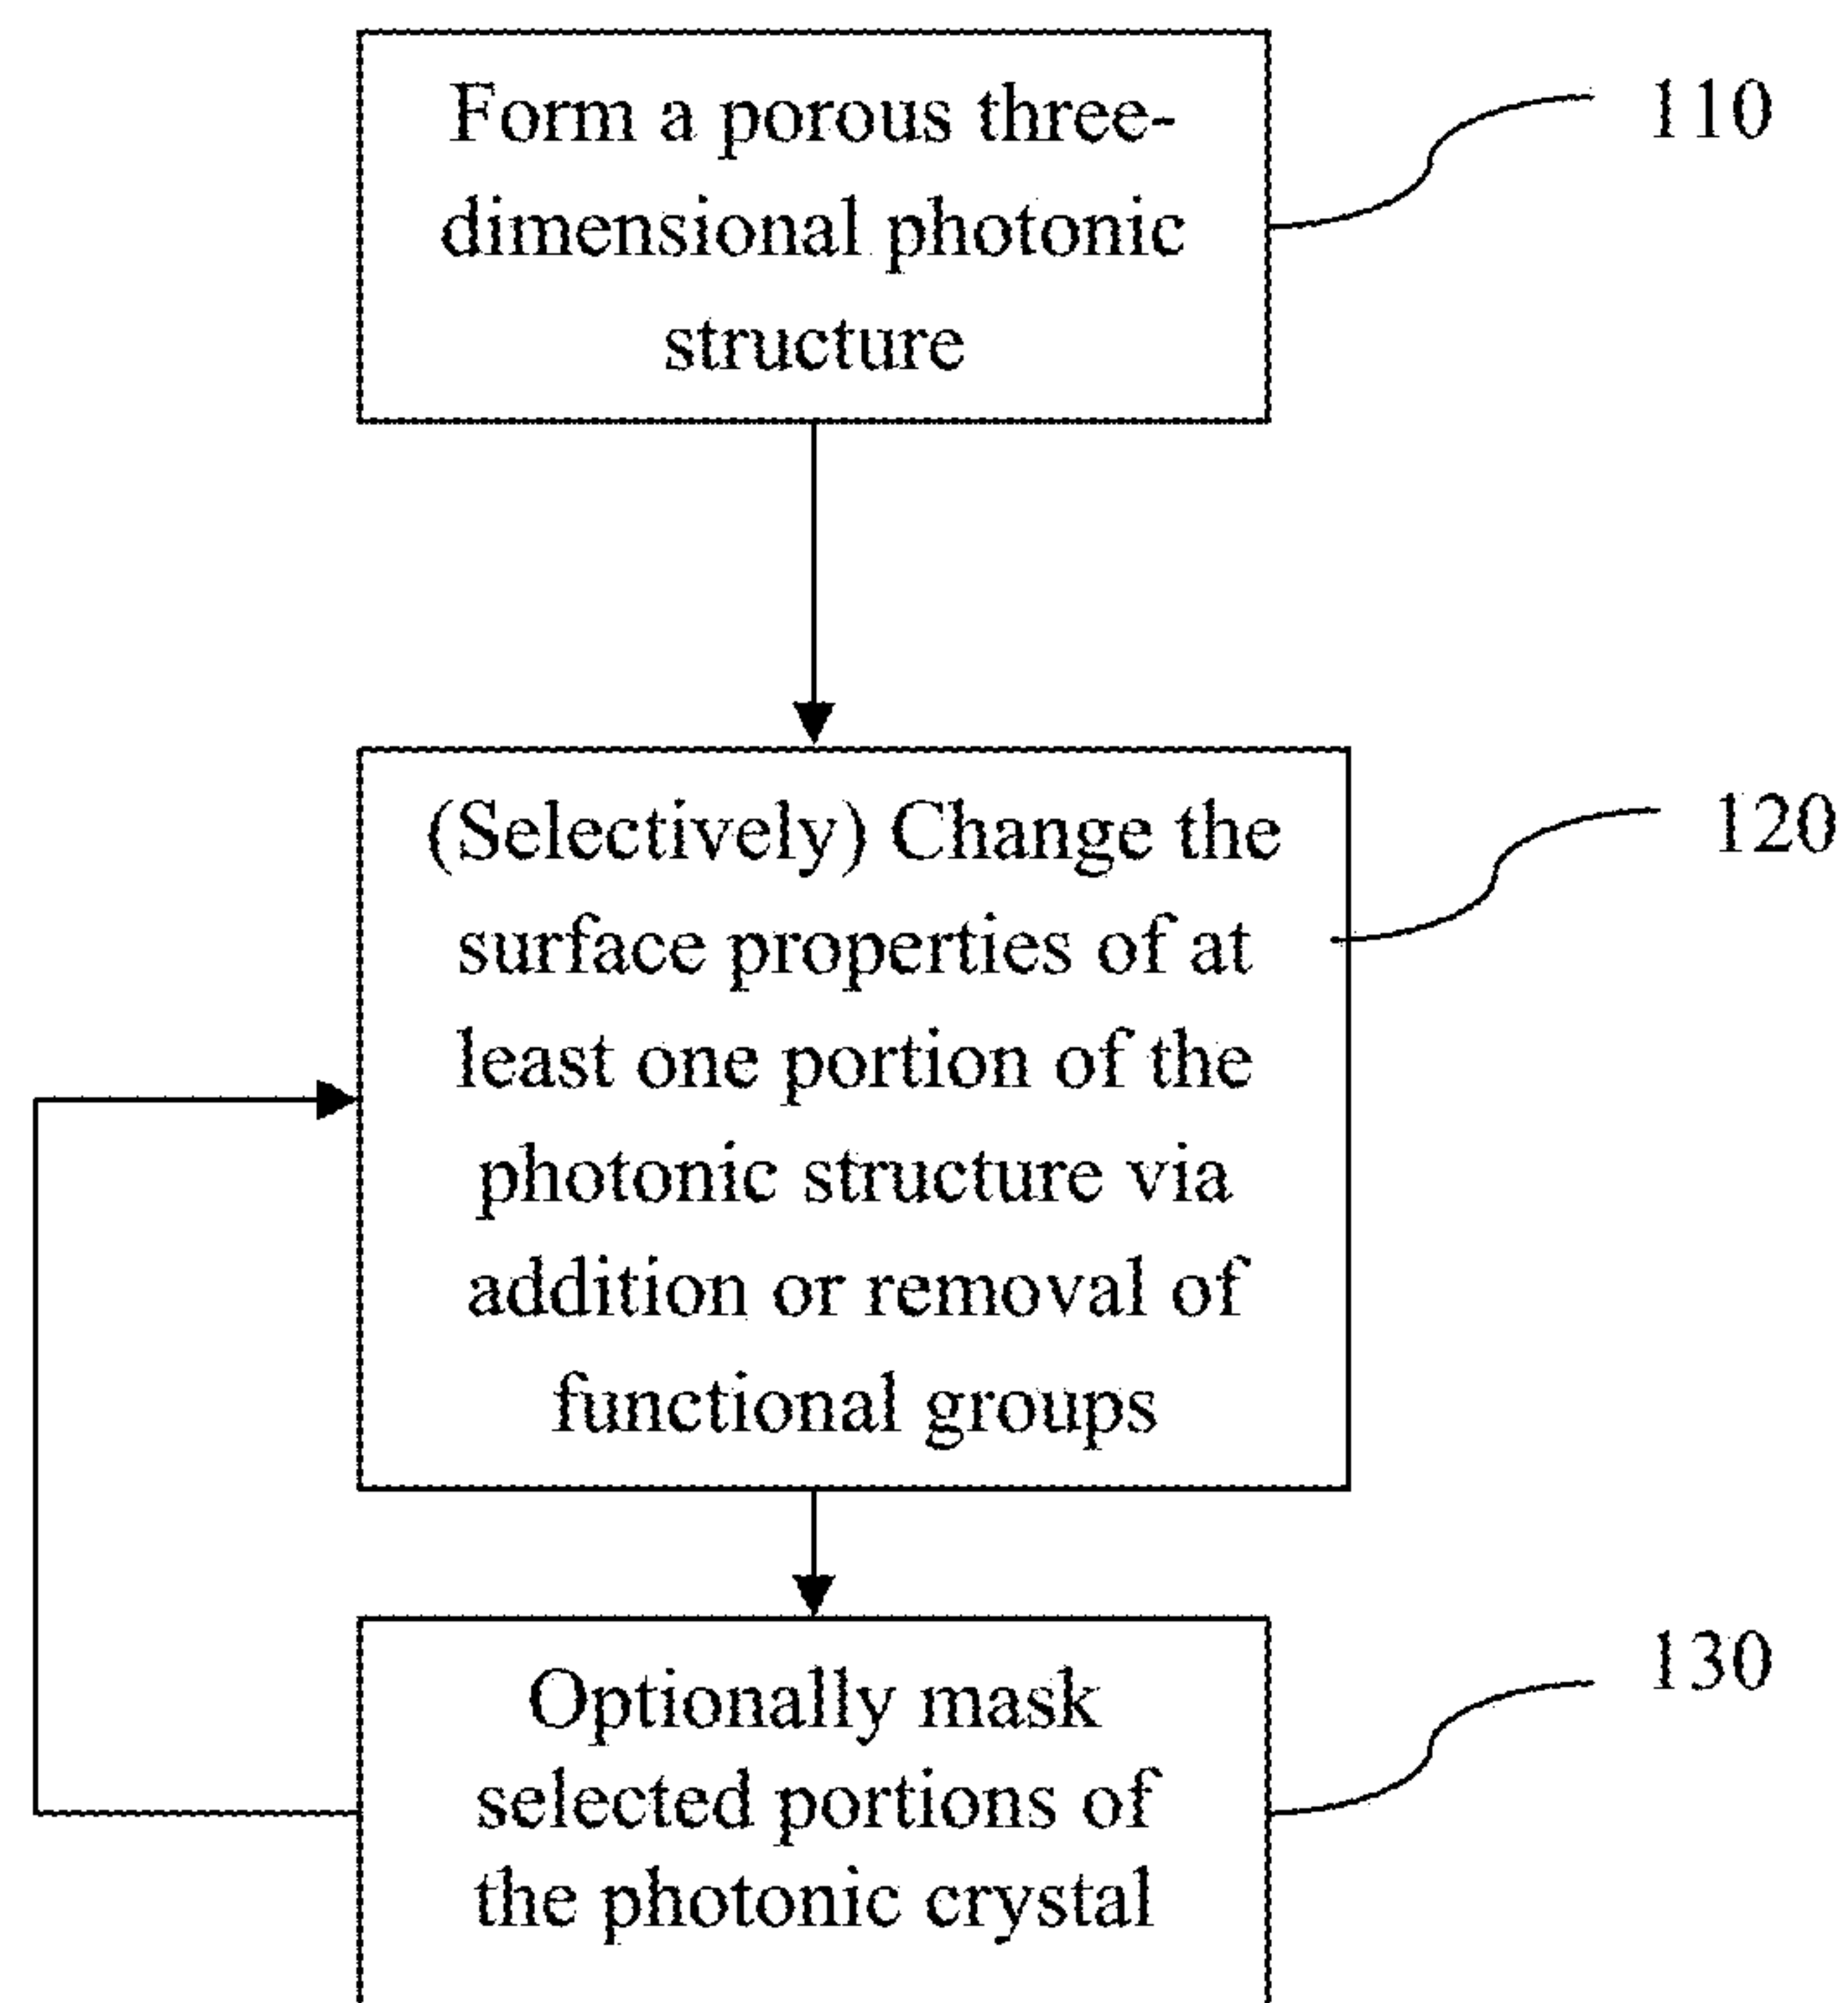 Form a porous three-
dimensional photonic
structure
110
(Selectively) Change the
surface properties of at
least one portion of the
photonic structure via
addition or removal of
functional groups
120
Optionally mask
selected portions of
the photonic crystal
130